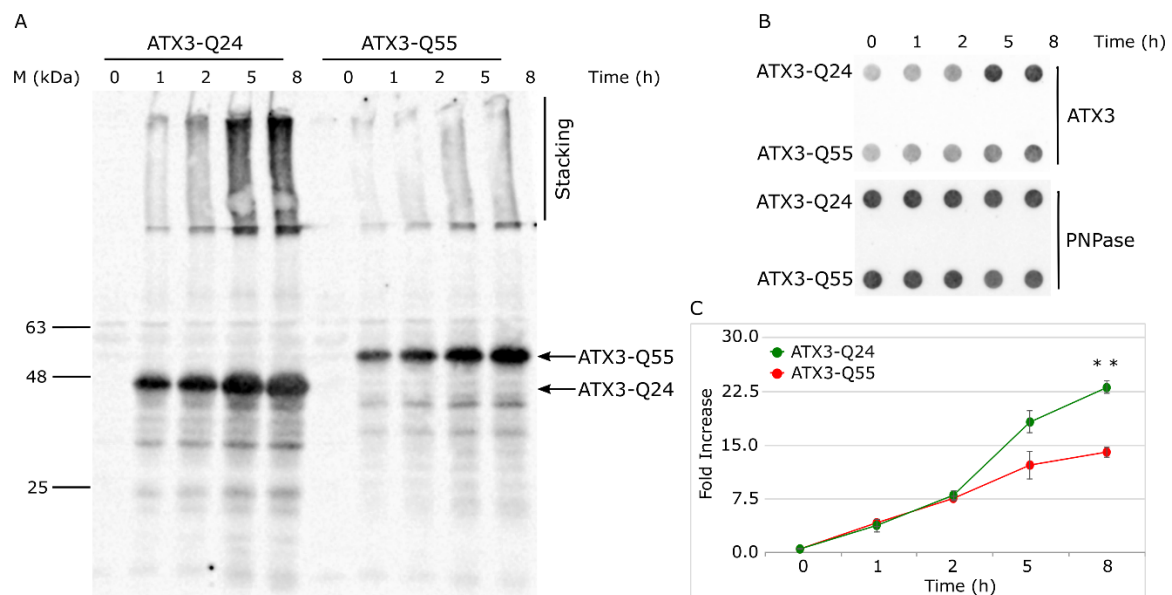 A
ATX3-Q24 ATX3-Q55
M (kDa) 0 1 2 5 8 0 1 2 5 8 Time (h)
Stacking
63
48
25
ATX3-Q55
ATX3-Q24
B
0 1 2 5 8 Time (h)
ATX3-Q24
ATX3-Q55
ATX3
ATX3-Q24
ATX3-Q55
PNPase
C
30.0
22.5
15.0
7.5
0.0
Fold Increase
ATX3-Q24
ATX3-Q55
* *
0 1 2 5 8
Time (h)